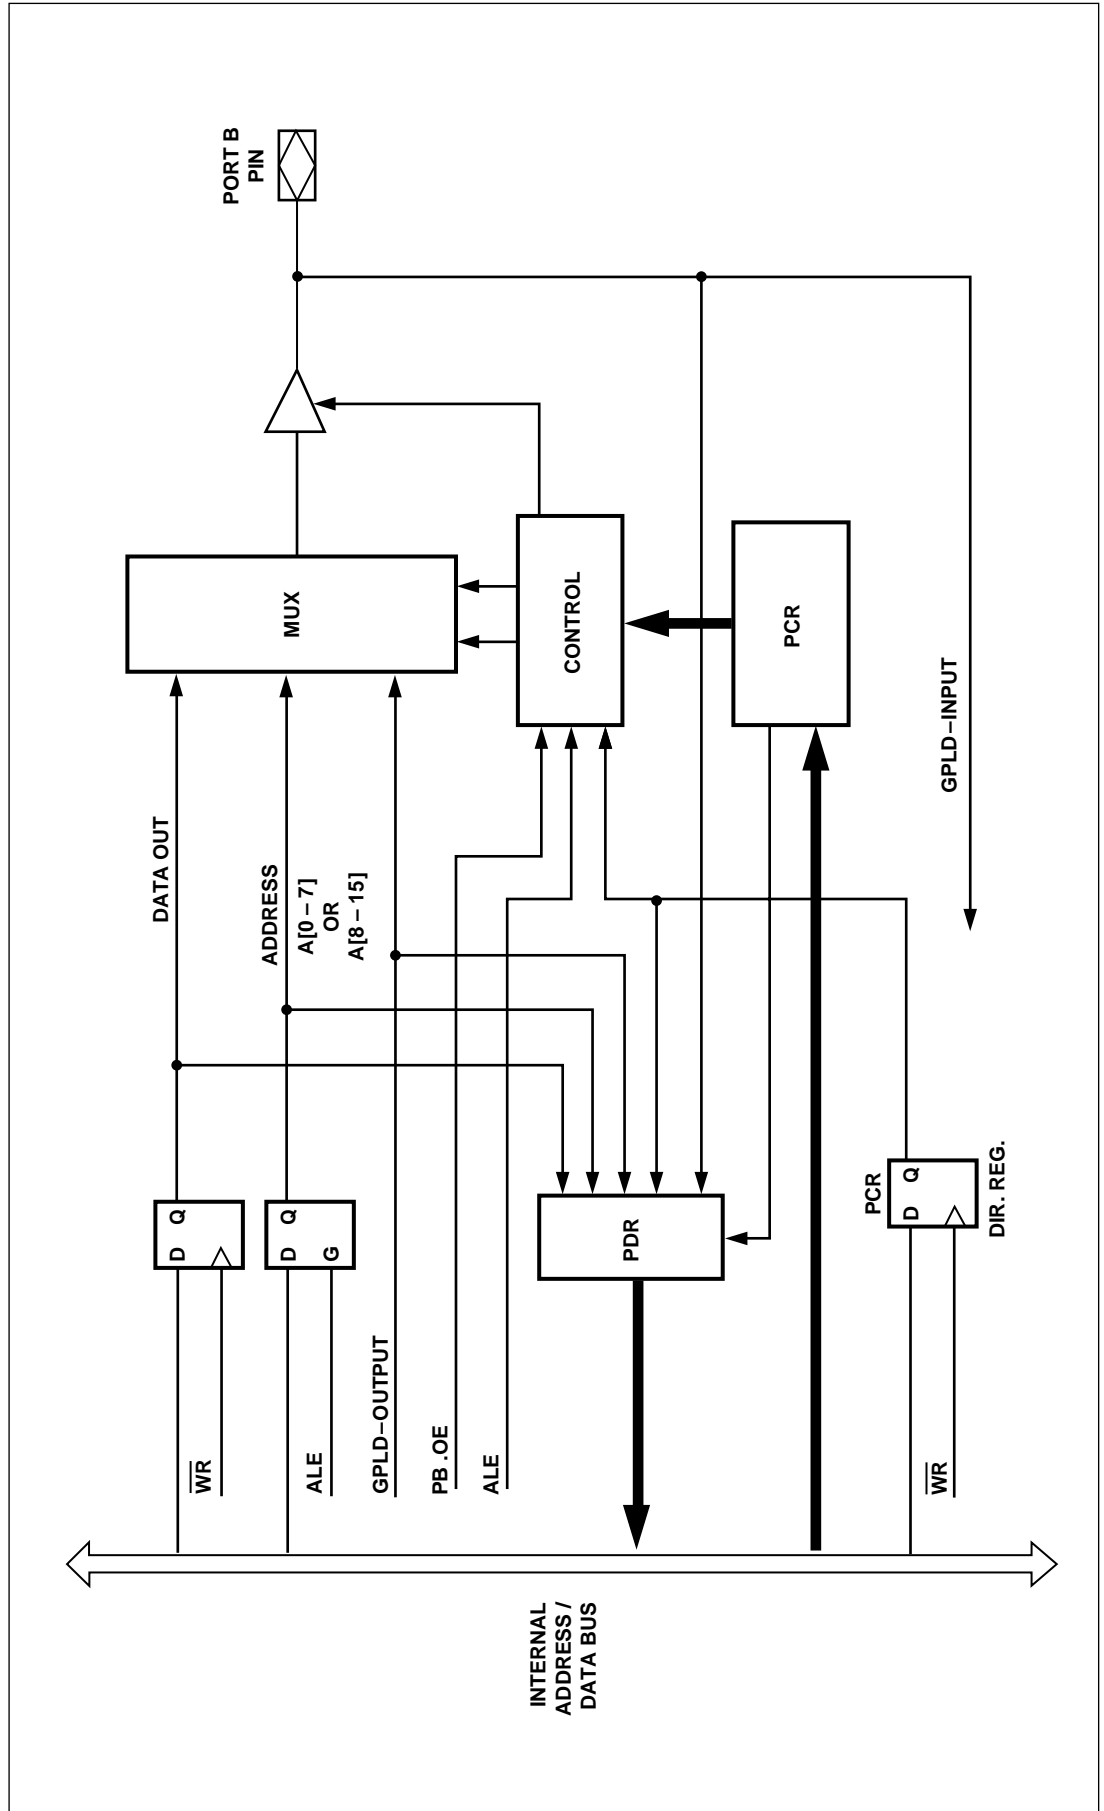 INTERNAL
ADDRESS /
DATA BUS
WR
D Q
DATA OUT
ALE
D Q
G
ADDRESS
A[0 – 7]
OR
A[8 – 15]
GPLD–OUTPUT
PB .OE
ALE
MUX
PORT B
PIN
CONTROL
PDR
PCR
PCR
D Q
WR
DIR. REG.
GPLD–INPUT